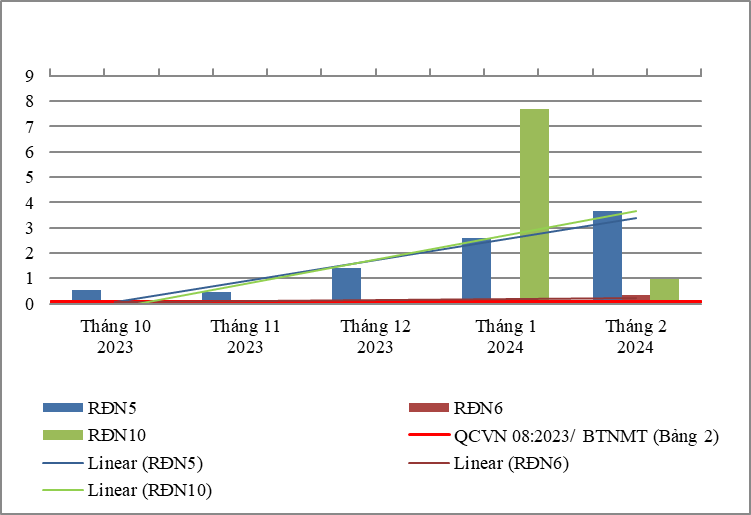 9
8
7
6
5
4
3
2
1
0
Tháng 10
2023
Tháng 11
2023
Tháng 12
2023
Tháng 1
2024
Tháng 2
2024
RĐN5
RĐN6
RĐN10
QCVN 08:2023/ BTNMT (Bảng 2)
Linear (RĐN5)
Linear (RĐN6)
Linear (RĐN10)